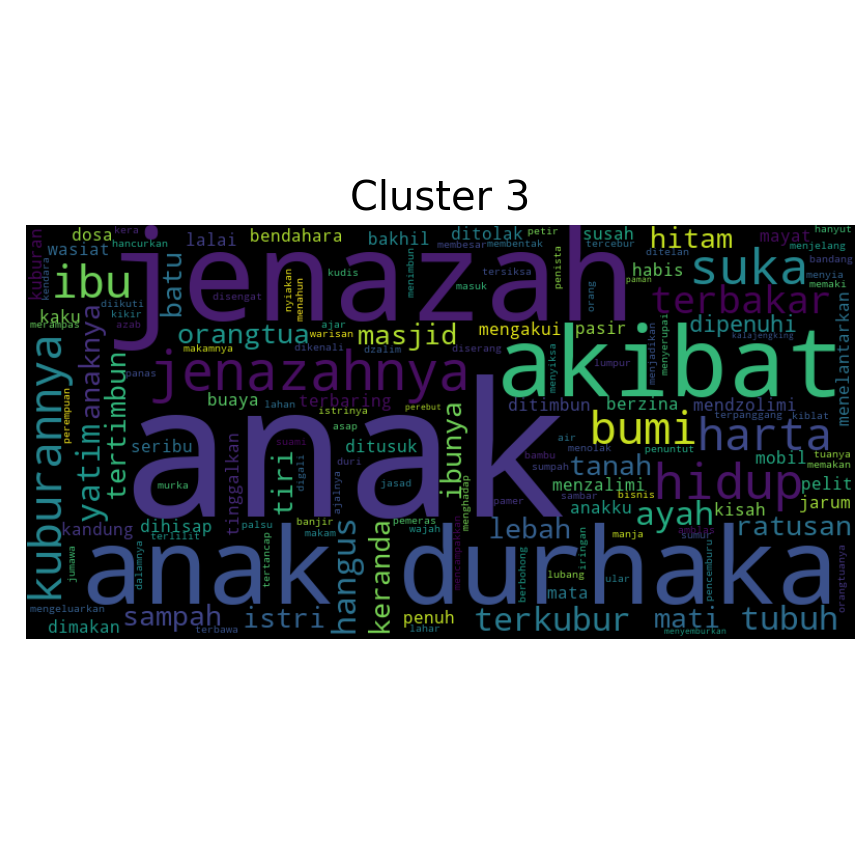 Cluster 3
jenazah
anak
akibat
anak durhaka
jenazahnya
kuburannya
hidup
bumi
harta
suka
ibu
terbakar
hitam
ayah
tubuh
terkubur
mati
tanah
ratusan
lebah
masjid
orangtua
yatim
anaknya
tertimbun
batu
tiri
ibunya
hangus
keranda
istri
sampah
dihisap
kandung
dimakan
penuh
seribu
buaya
terbaring
ditusuk
tinggalkan
kaku
wasiat
dosa
kuburan
lalai
bendahara
bakhil
ditolak
susah
habis
mayat
menelantarkan
dipenuhi
pasir
mengakui
ditimbun
berzina
mendzolimi
menzalimi
mobil
pelit
jarum
kisah
anakku
mata
kera
hancurkan
kendara
diikuti
kikir
merampas
azab
disengat
kudis
nyiakan
menahun
menimbun
membesar
membentak
petir
tercebur
tersiksa
masuk
penista
ditelan
orang
paman
menjelang
hanyut
bandang
menyia
memaki
kalajengking
menyerupai
menjadikan
lumpur
menyiksa
diserang
dzalim
ajar
warisan
dikenali
makamnya
panas
lahan
istrinya
perebut
asap
perempuan
suami
duri
digali
murka
jasad
ajalnya
air
menolak
bambu
sumpah
penuntut
terpanggang
kiblat
tuanya
memakan
bisnis
sambar
pamer
menghadap
pemeras
wajah
banjir
makam
palsu
terlilit
jumawa
dalamnya
tertancap
mencampakkan
manja
iringan
lubang
ular
berbohong
pencemburu
amblas
sumur
orangtuanya
mengeluarkan
terbawa
lahar
menyemburkan